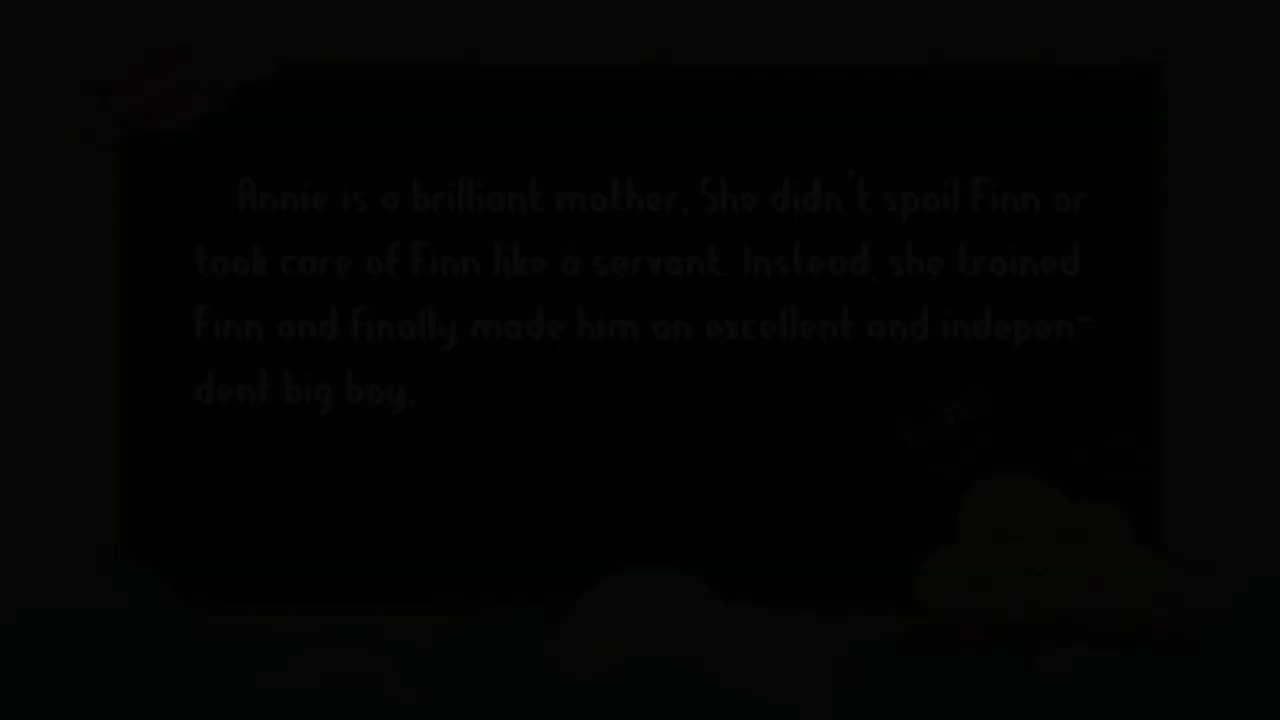 Annie is a brilliant mother. She didn't spoil Finn or
took care of Finn like a servant. Instead, she trained
Finn and finally made him an excellent and indepen-
dent big boy.